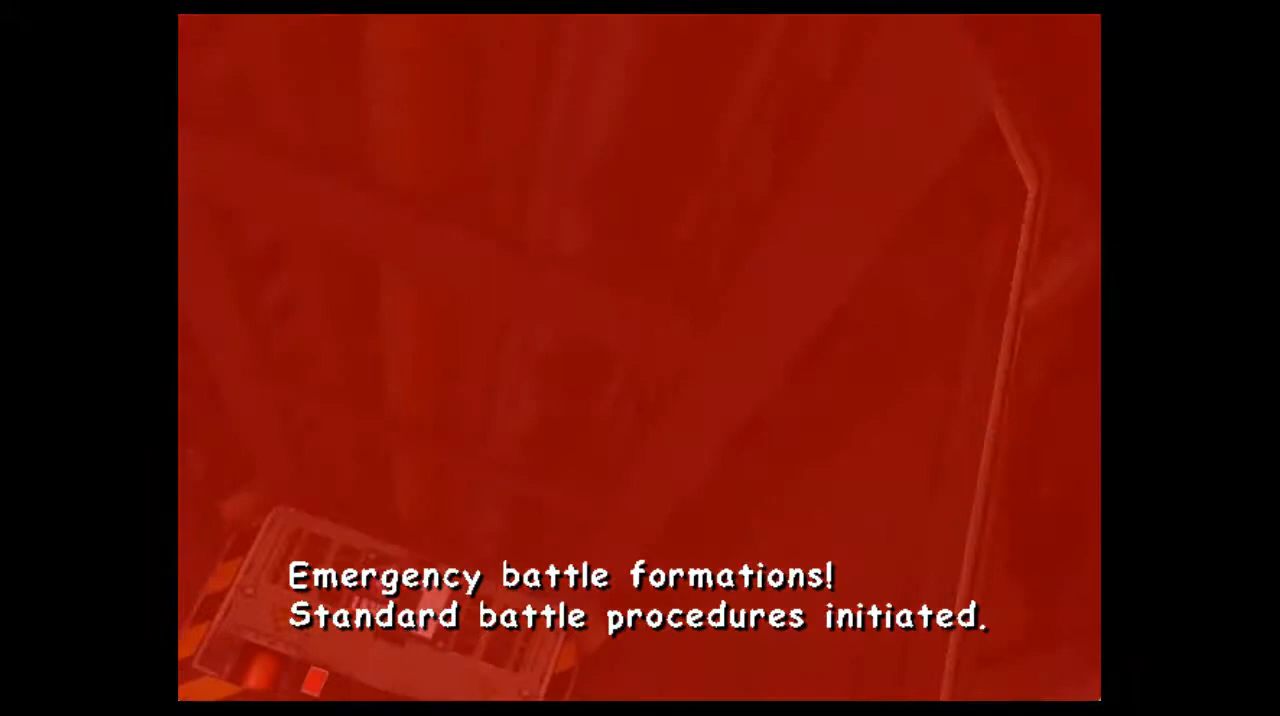 Emergency battle formations!
Standard battle procedures initiated.